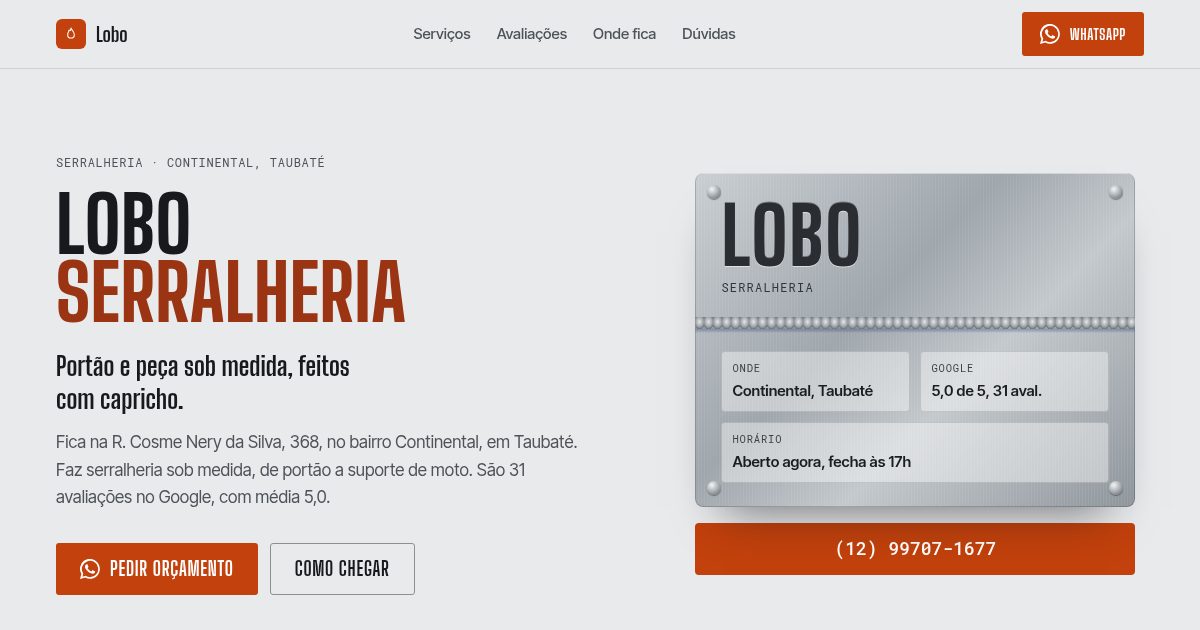 Lobo
Serviços
Avaliações
Onde fica
Dúvidas
WHATSAPP
SERRALHERIA · CONTINENTAL, TAUBATÉ
LOBO
SERRALHERIA
Portão e peça sob medida, feitos
com capricho.
Fica na R. Cosme Nery da Silva, 368, no bairro Continental, em Taubaté.
Faz serralheria sob medida, de portão a suporte de moto. São 31
avaliações no Google, com média 5,0.
PEDIR ORÇAMENTO
COMO CHEGAR
LOBO
SERRALHERIA
ONDE
Continental, Taubaté
GOOGLE
5,0 de 5, 31 aval.
HORÁRIO
Aberto agora, fecha às 17h
(12) 99707-1677